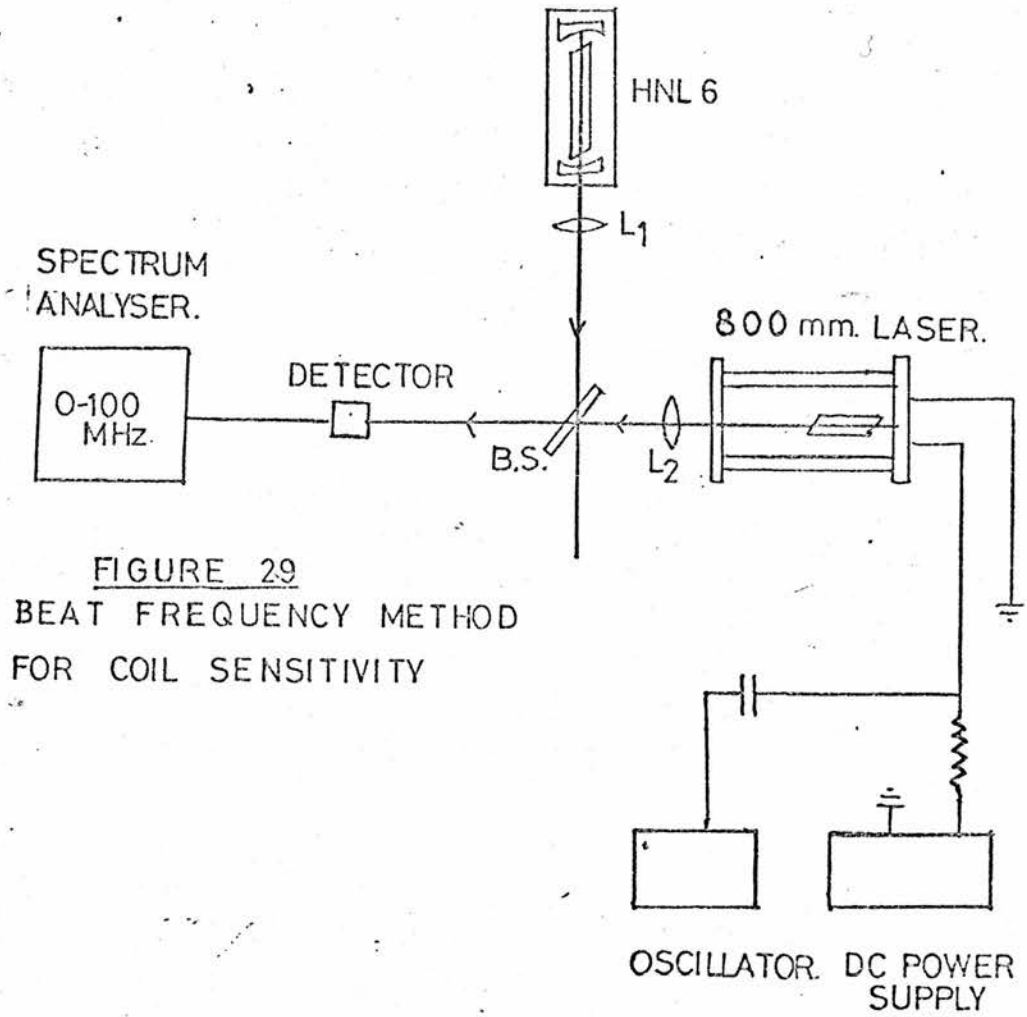 HNL 6
L1
SPECTRUM
ANALYSER.
800 mm. LASER.
DETECTOR
0-100
MHz.
B.S.
L2
FIGURE 29
BEAT FREQUENCY METHOD
FOR COIL SENSITIVITY
OSCILLATOR. DC POWER
SUPPLY